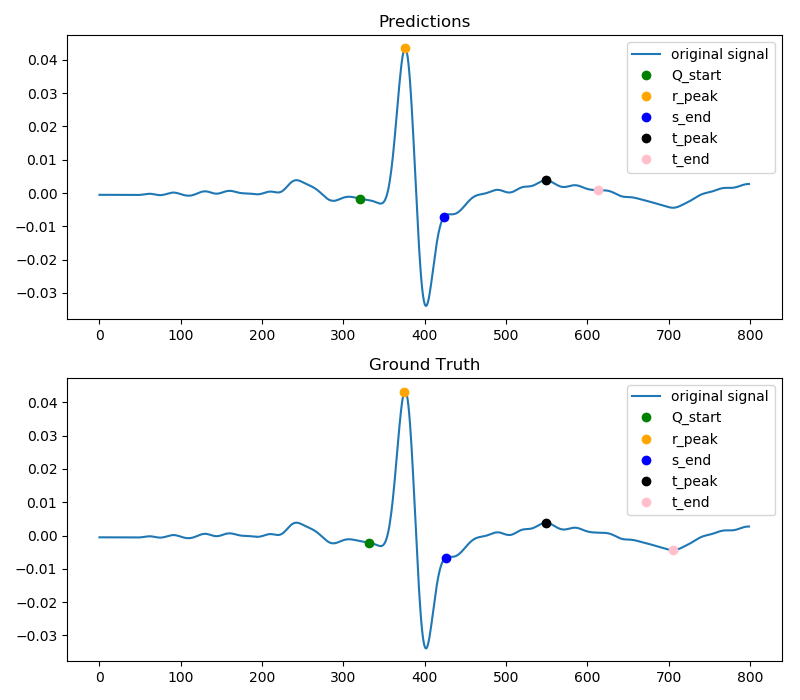 Predictions
0.04
0.03
0.02
0.01
0.00
−0.01
−0.02
−0.03
original signal
Q_start
r_peak
s_end
t_peak
t_end
0 100 200 300 400 500 600 700 800
Ground Truth
0.04
0.03
0.02
0.01
0.00
−0.01
−0.02
−0.03
original signal
Q_start
r_peak
s_end
t_peak
t_end
0 100 200 300 400 500 600 700 800